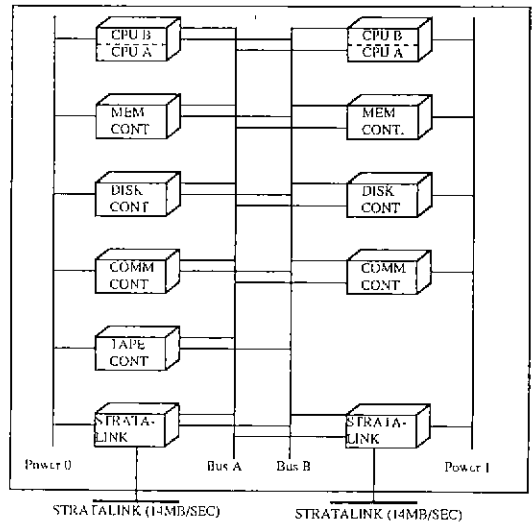 CPU B
CPU A
CPU B
CPU A
MEM
CONT
MEM
CONT.
DISK
CONT
DISK
CONT
COMM
CONT
COMM
CONT
TAPE
CONT
STRATA-
LINK
STRATA-
LINK
Power 0
Bus A
Bus B
Power 1
STRATALINK (14MB/SEC)
STRATALINK (14MB/SEC)